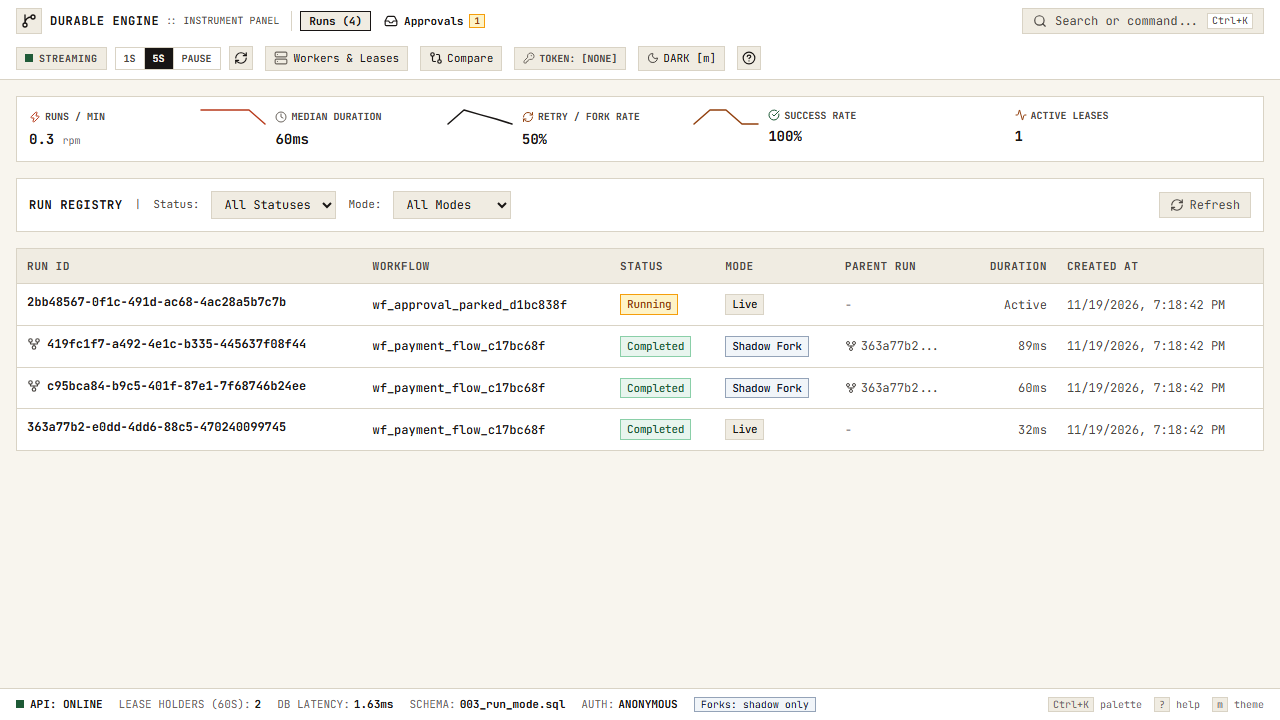 DURABLE ENGINE :: INSTRUMENT PANEL Runs (4) Approvals 1 Search or command... Ctrl+K
STREAMING 1S 5S PAUSE Workers & Leases Compare TOKEN: [NONE] DARK [m]
RUNS / MIN MEDIAN DURATION RETRY / FORK RATE SUCCESS RATE ACTIVE LEASES
0.3 rpm 60ms 50% 100% 1
RUN REGISTRY | Status: All Statuses Mode: All Modes Refresh
RUN ID WORKFLOW STATUS MODE PARENT RUN DURATION CREATED AT
2bb48567-0f1c-491d-ac68-4ac28a5b7c7b wf_approval_parked_d1bc838f Running Live - Active 11/19/2026, 7:18:42 PM
419fc1f7-a492-4e1c-b335-445637f08f44 wf_payment_flow_c17bc68f Completed Shadow Fork 363a77b2... 89ms 11/19/2026, 7:18:42 PM
c95bca84-b9c5-401f-87e1-7f68746b24ee wf_payment_flow_c17bc68f Completed Shadow Fork 363a77b2... 60ms 11/19/2026, 7:18:42 PM
363a77b2-e0dd-4dd6-88c5-470240099745 wf_payment_flow_c17bc68f Completed Live - 32ms 11/19/2026, 7:18:42 PM
API: ONLINE LEASE HOLDERS (60S): 2 DB LATENCY: 1.63ms SCHEMA: 003_run_mode.sql AUTH: ANONYMOUS Forks: shadow only Ctrl+K palette ? help m theme